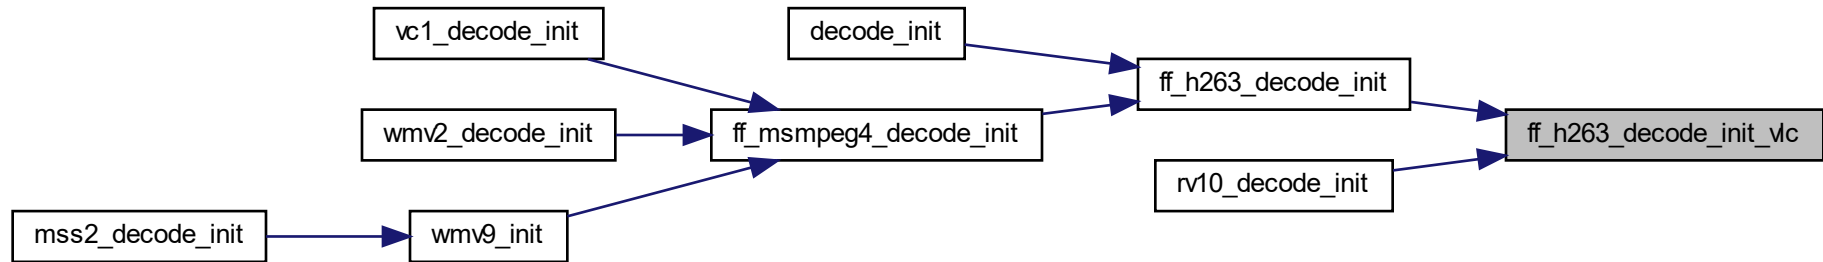 vc1_decode_init
decode_init
ff_h263_decode_init
wmv2_decode_init
ff_msmpeg4_decode_init
ff_h263_decode_init_vlc
rv10_decode_init
mss2_decode_init
wmv9_init